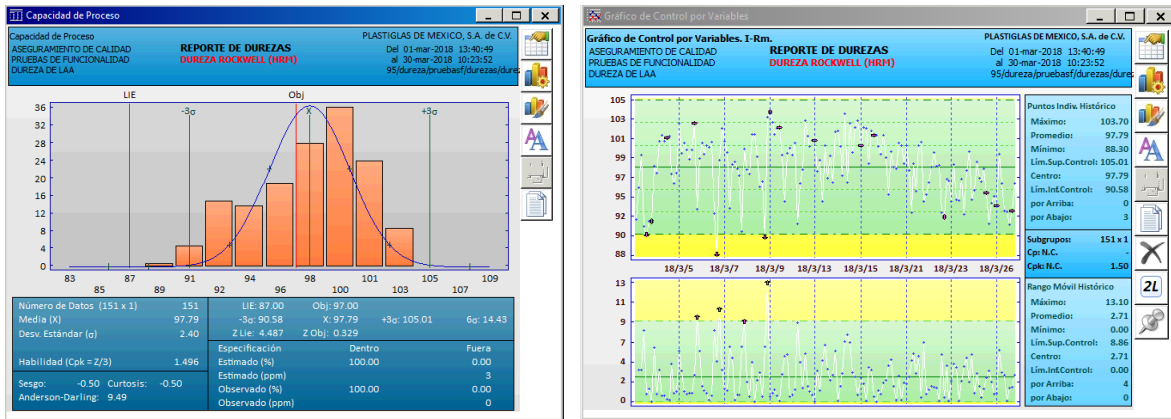 Capacidad de Proceso
Capacidad de Proceso PLASTIGLAS DE MEXICO, S.A. de C.V.
ASEGURAMIENTO DE CALIDAD REPORTE DE DUREZAS Del 01-mar-2018 13:40:49
PRUEBAS DE FUNCIONALIDAD DUREZA ROCKWELL (HRM) al 30-mar-2018 10:23:52
DUREZA DE LAA 95/dureza/pruebasf/durezas/dure
LIE Obj
-3σ X +3σ
36
32
28
24
20
16
12
8
4
0
83 87 91 94 98 101 105 109
85 89 92 96 100 103 107
Número de Datos (151 x 1) 151 LIE: 87.00 Obj: 97.00
Media (X) 97.79 -3σ: 90.58 X: 97.79 +3σ: 105.01 6σ: 14.43
Desv. Estándar (σ) 2.40 Z Lie: 4.487 Z Obj: 0.329
Especificación Dentro Fuera
Habilidad (Cpk = Z/3) 1.496 Estimado (%) 100.00 0.00
Estimado (ppm) 3
Sesgo: -0.50 Curtosis: -0.50 Observado (%) 100.00 0.00
Anderson-Darling: 9.49 Observado (ppm) 0
Gráfico de Control por Variables
Gráfico de Control por Variables. I-Rm. PLASTIGLAS DE MEXICO, S.A. de C.V.
ASEGURAMIENTO DE CALIDAD REPORTE DE DUREZAS Del 01-mar-2018 13:40:49
PRUEBAS DE FUNCIONALIDAD DUREZA ROCKWELL (HRM) al 30-mar-2018 10:23:52
DUREZA DE LAA 95/dureza/pruebasf/durezas/dure
105
103
101
99
97
95
92
90
88
18/3/5 18/3/7 18/3/9 18/3/13 18/3/15 18/3/21 18/3/23 18/3/26
13
11
9
7
4
2
0
Puntos Indiv. Histórico
Máximo: 103.70
Promedio: 97.79
Mínimo: 88.30
Lím.Sup.Control: 105.01
Centro: 97.79
Lím.Inf.Control: 90.58
por Arriba: 0
por Abajo: 3
Subgrupos: 151 x 1
Cp: N.C. -
Cpk: N.C. 1.50
Rango Móvil Histórico
Máximo: 13.10
Promedio: 2.71
Mínimo: 0.00
Lím.Sup.Control: 8.86
Centro: 2.71
Lím.Inf.Control: 0.00
por Arriba: 4
por Abajo: 0
2L